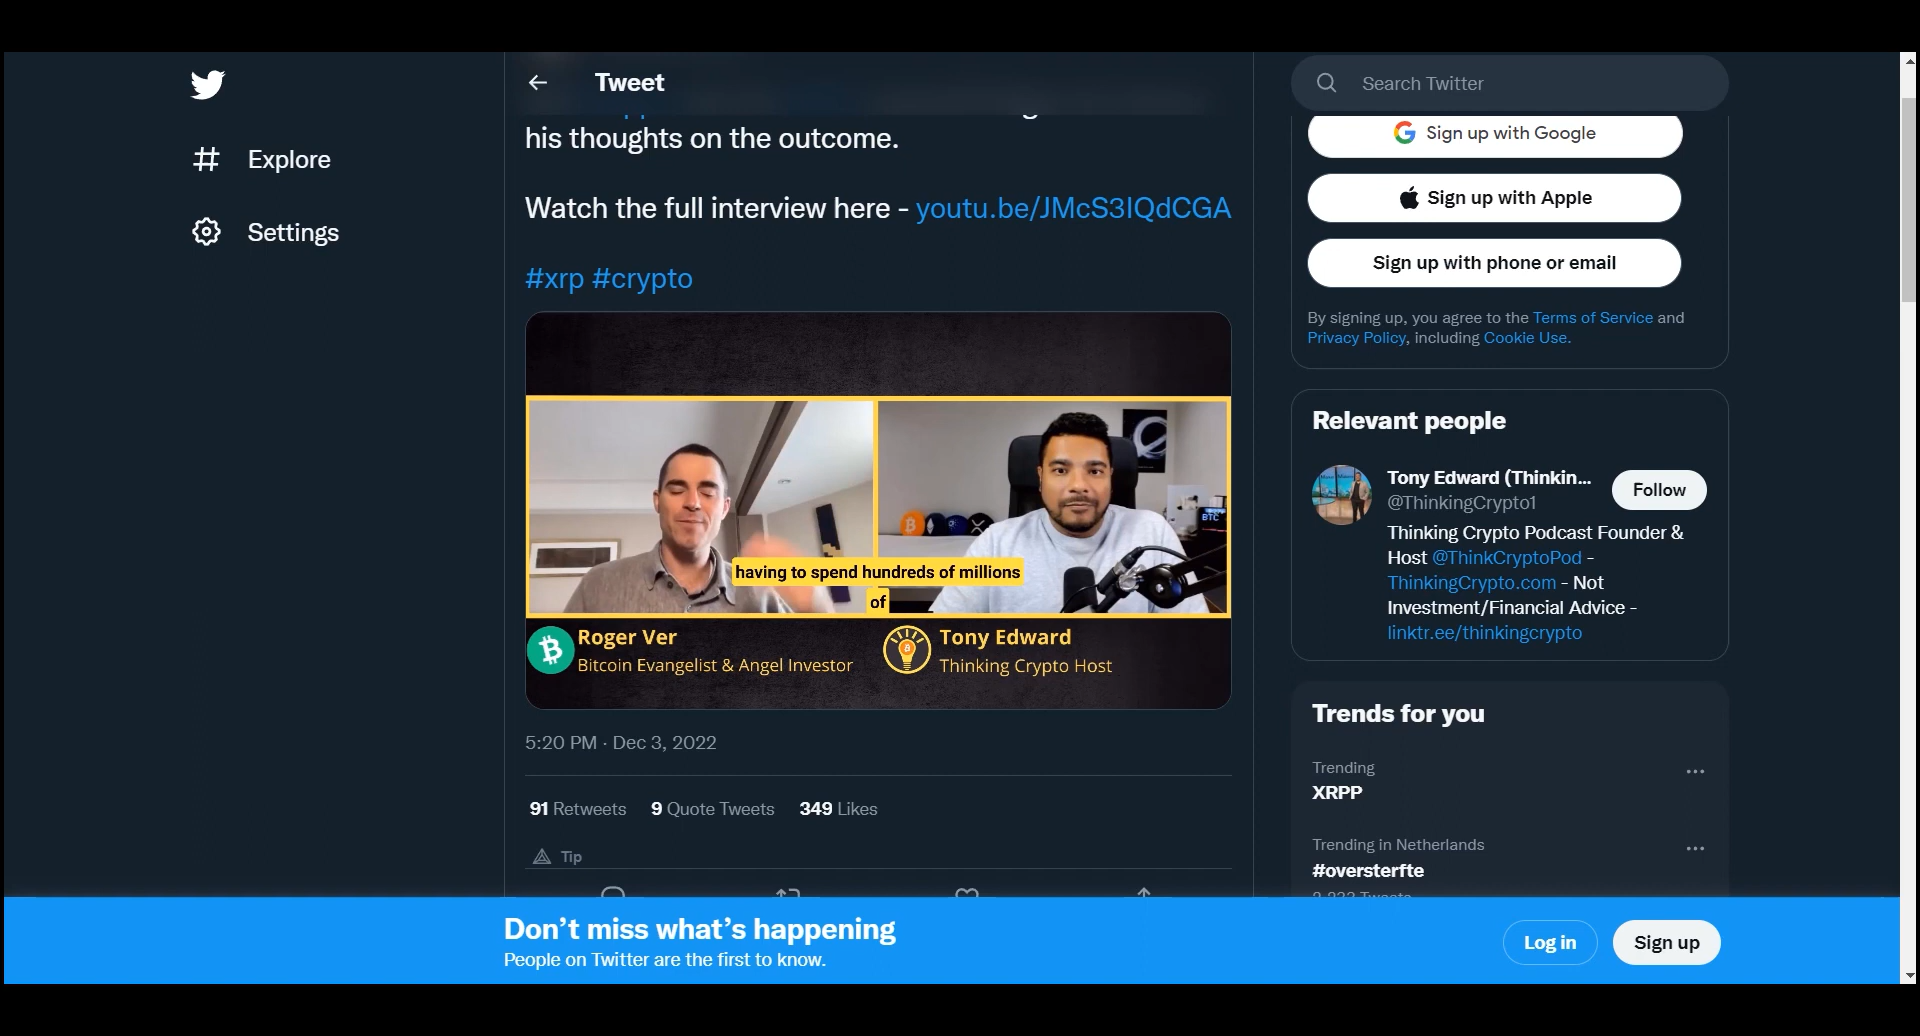 Tweet
his thoughts on the outcome.
Watch the full interview here - youtu.be/JMcS3IQdCGA
#xrp #crypto
having to spend hundreds of millions
of
Roger Ver
Bitcoin Evangelist & Angel Investor
Tony Edward
Thinking Crypto Host
BTC
5:20 PM · Dec 3, 2022
91 Retweets 9 Quote Tweets 349 Likes
Tip
Explore
Settings
Search Twitter
Sign up with Google
Sign up with Apple
Sign up with phone or email
By signing up, you agree to the Terms of Service and
Privacy Policy, including Cookie Use.
Relevant people
Tony Edward (Thinkin...
@ThinkingCrypto1
Follow
Thinking Crypto Podcast Founder &
Host @ThinkCryptoPod -
ThinkingCrypto.com - Not
Investment/Financial Advice -
linktr.ee/thinkingcrypto
Trends for you
Trending
XRPP
Trending in Netherlands
#oversterfte
Don’t miss what’s happening
People on Twitter are the first to know.
Log in
Sign up